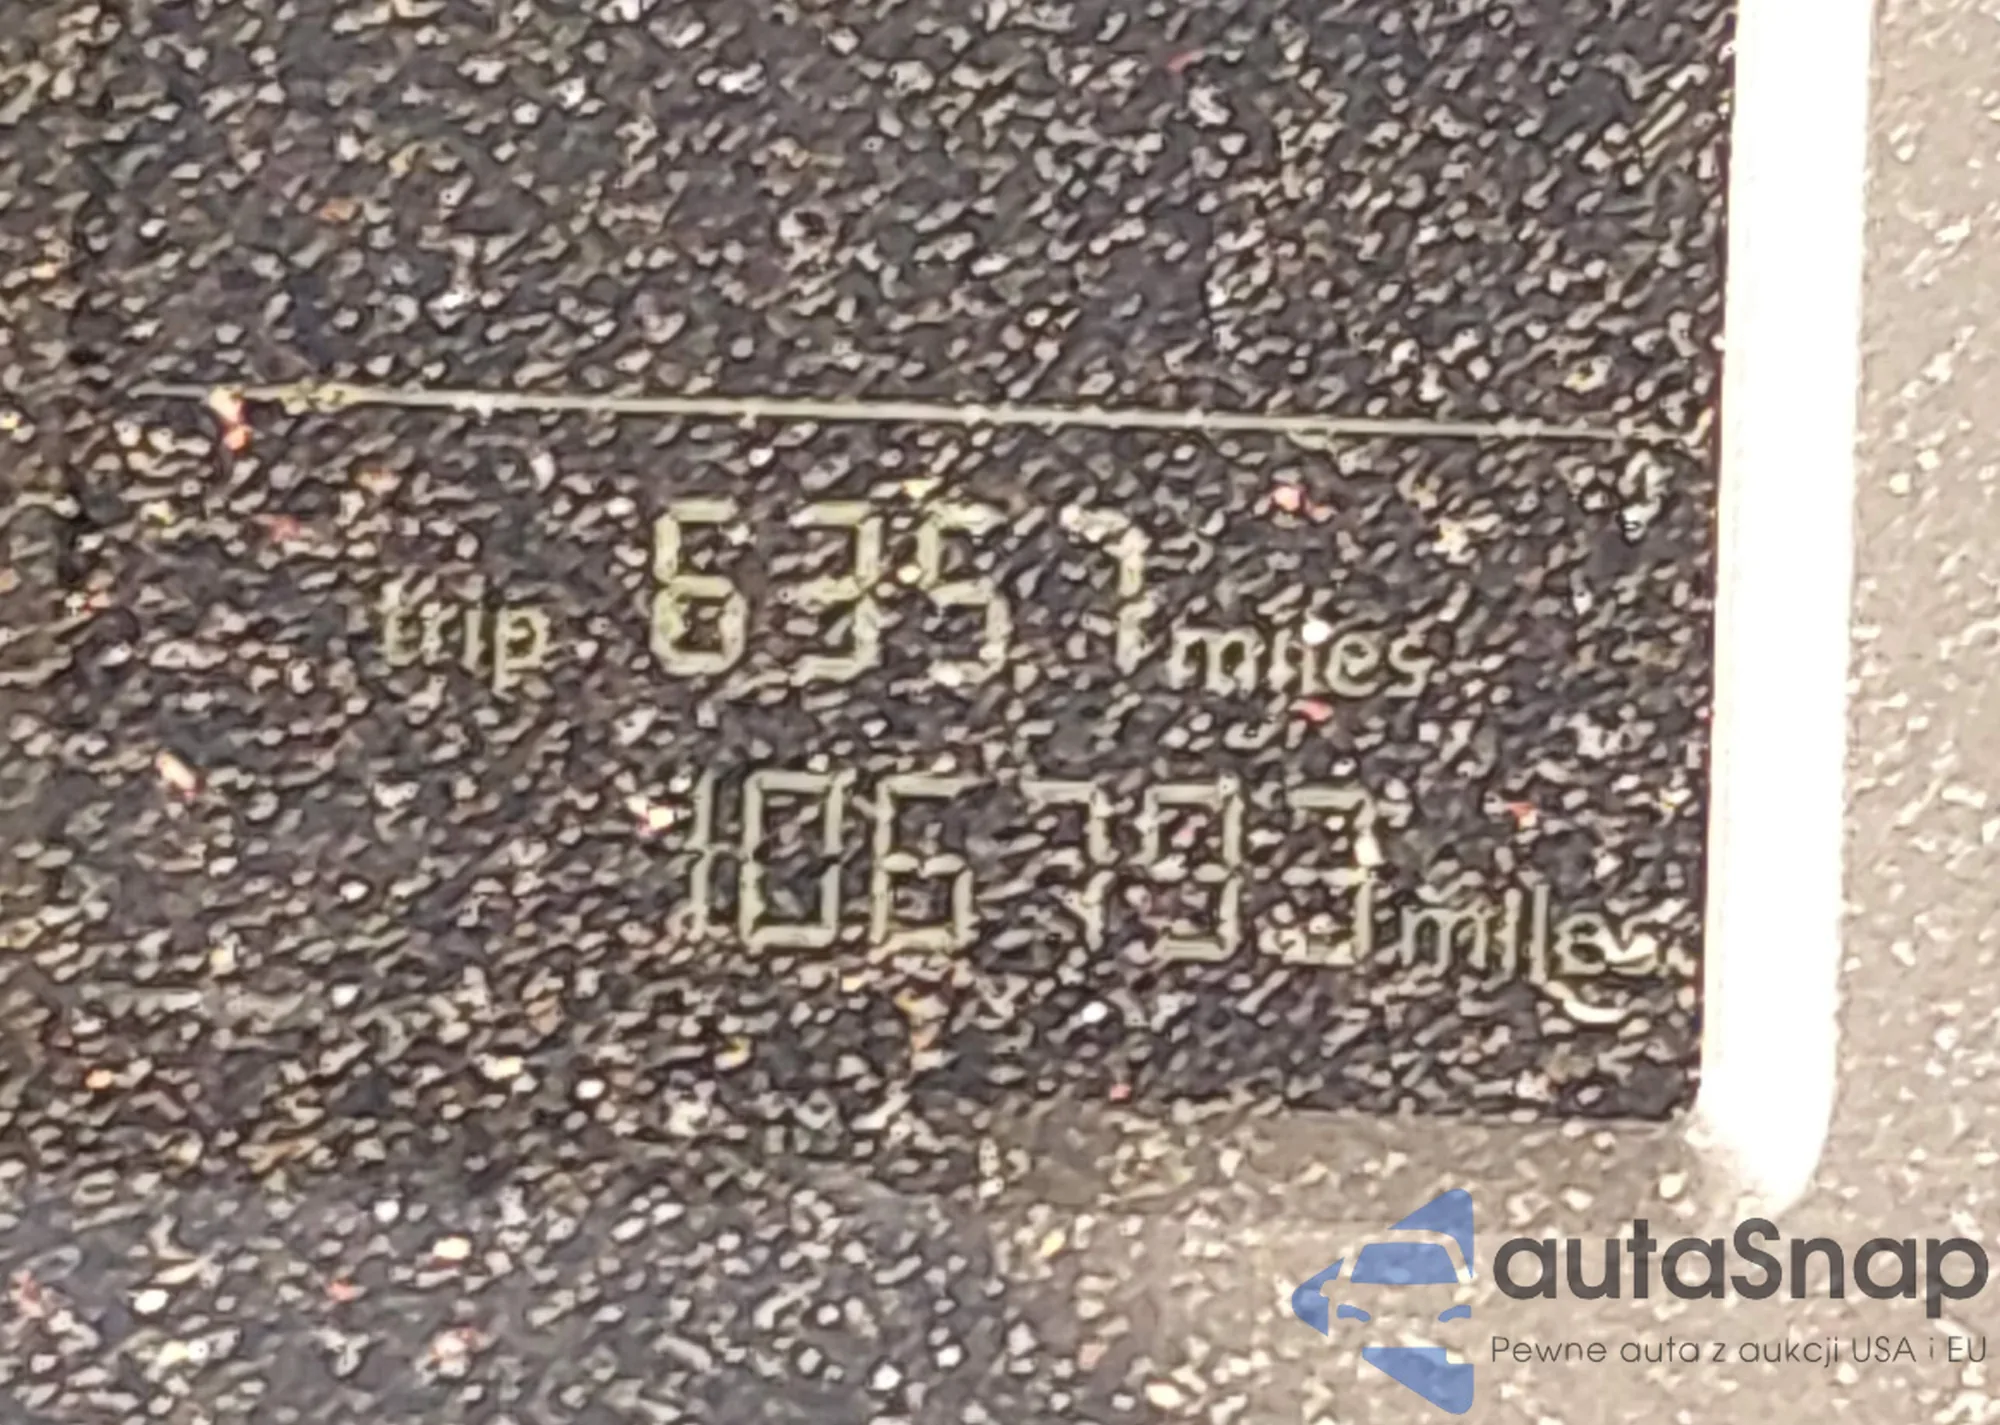 trip 635 7 miles
106793 miles
autaSnap
Pewne auta z aukcji USA i EU